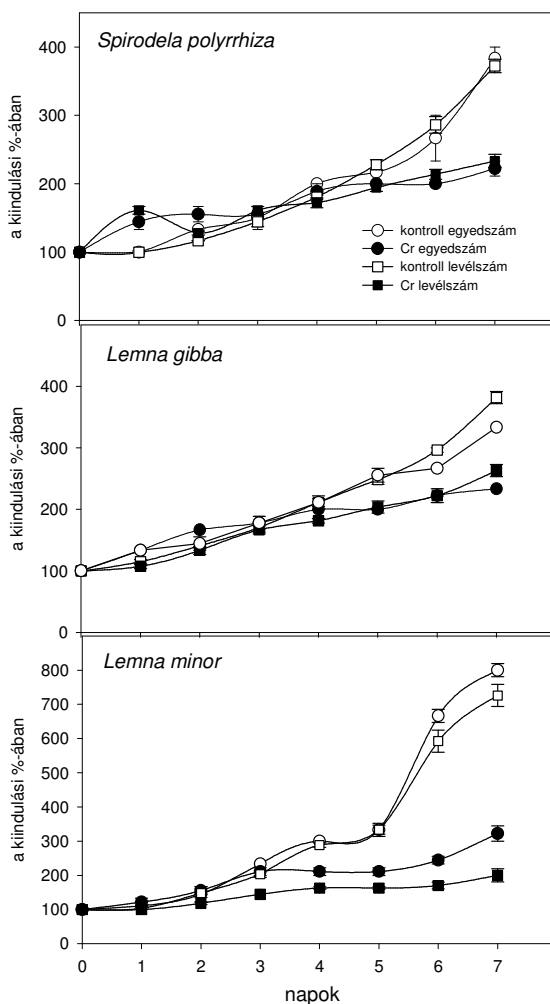 Spirodela polyrrhiza
400
300
200
100
0
a kiindulási %-ában
kontroll egyedszám
Cr egyedszám
kontroll levélszám
Cr levélszám
Lemna gibba
400
300
200
100
0
a kiindulási %-ában
Lemna minor
800
700
600
500
400
300
200
100
0
a kiindulási %-ában
0 1 2 3 4 5 6 7
napok